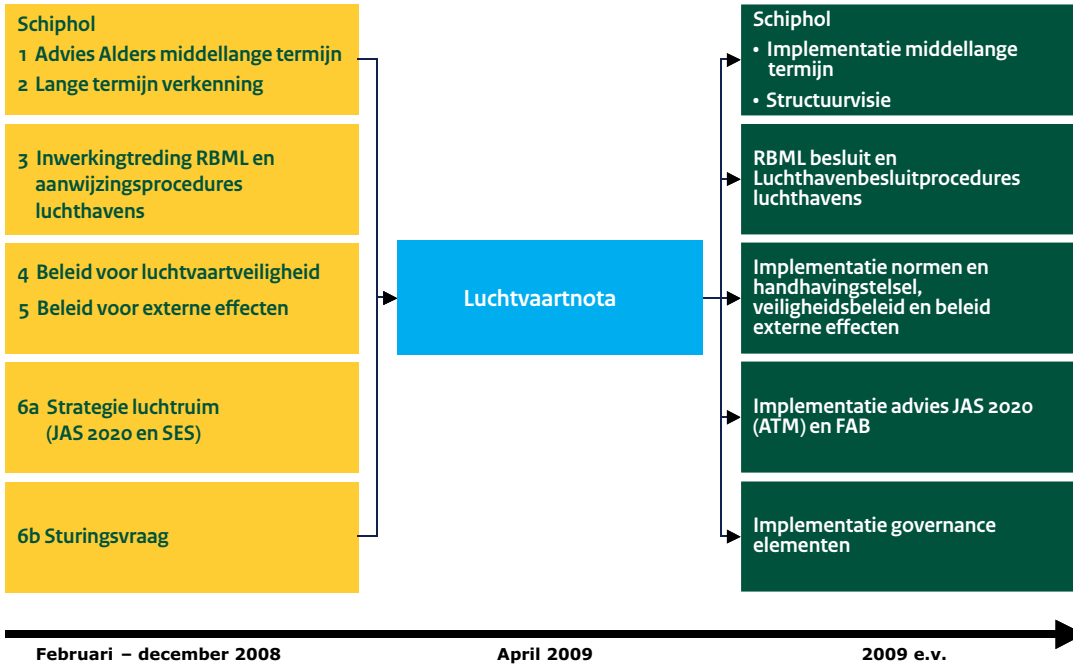 Schiphol
1 Advies Alders middellange termijn
2 Lange termijn verkenning
3 Inwerkingtreding RBML en
aanwijzingsprocedures
luchthavens
4 Beleid voor luchtvaartveiligheid
5 Beleid voor externe effecten
6a Strategie luchtruim
(JAS 2020 en SES)
6b Sturingsvraag
Luchtvaartnota
Schiphol
• Implementatie middellange
termijn
• Structuurvisie
RBML besluit en
Luchthavenbesluitprocedures
luchthavens
Implementatie normen en
handhavingstelsel,
veiligheidsbeleid en beleid
externe effecten
Implementatie advies JAS 2020
(ATM) en FAB
Implementatie governance
elementen
Februari – december 2008
April 2009
2009 e.v.